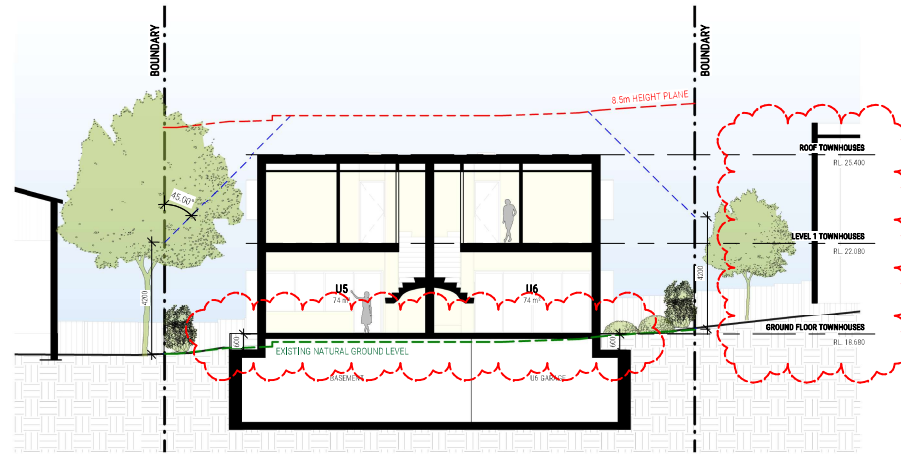 BOUNDARY
BOUNDARY
8.5m HEIGHT PLANE
ROOF TOWNHOUSES
RL. 25.400
45.00°
LEVEL 1 TOWNHOUSES
RL. 22.080
4200
4200
U5
74 m²
U6
74 m²
GROUND FLOOR TOWNHOUSES
RL. 18.680
600
600
EXISTING NATURAL GROUND LEVEL
BASEMENT
U6 GARAGE